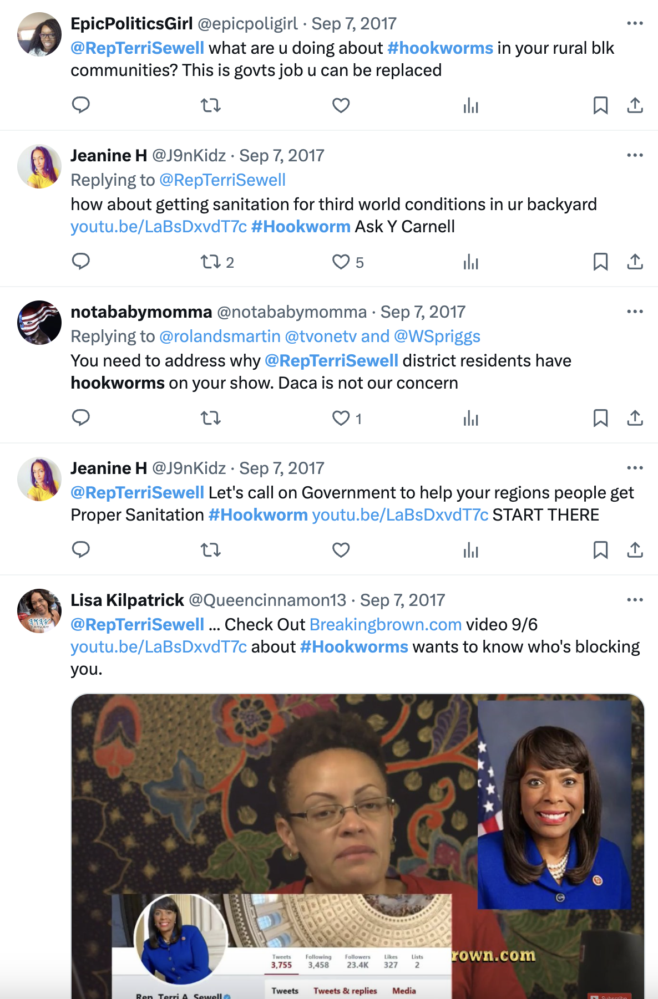 EpicPoliticsGirl @epicpoligirl · Sep 7, 2017
@RepTerriSewell what are u doing about #hookworms in your rural blk
communities? This is govts job u can be replaced
Jeanine H @J9nKidz · Sep 7, 2017
Replying to @RepTerriSewell
how about getting sanitation for third world conditions in ur backyard
youtu.be/LaBsDxvdT7c #Hookworm Ask Y Carnell
2 5
notababymomma @notababymomma · Sep 7, 2017
Replying to @rolandsmartin @tvonetv and @WSpriggs
You need to address why @RepTerriSewell district residents have
hookworms on your show. Daca is not our concern
1
Jeanine H @J9nKidz · Sep 7, 2017
@RepTerriSewell Let's call on Government to help your regions people get
Proper Sanitation #Hookworm youtu.be/LaBsDxvdT7c START THERE
Lisa Kilpatrick @Queencinnamon13 · Sep 7, 2017
@RepTerriSewell ... Check Out Breakingbrown.com video 9/6
youtu.be/LaBsDxvdT7c about #Hookworms wants to know who's blocking
you.
Tweets Following Followers Likes Lists
3,755 3,458 23.4K 327 2
rown.com
Tweets Tweets & replies Media
Rep. Terri A. Sewell
Subscribe